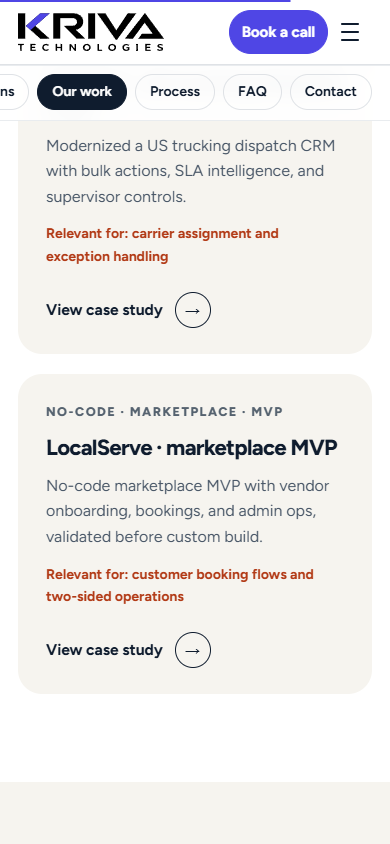 KRIVA
TECHNOLOGIES
Book a call
ns
Our work
Process
FAQ
Contact
Modernized a US trucking dispatch CRM
with bulk actions, SLA intelligence, and
supervisor controls.
Relevant for: carrier assignment and
exception handling
View case study →
NO-CODE · MARKETPLACE · MVP
LocalServe · marketplace MVP
No-code marketplace MVP with vendor
onboarding, bookings, and admin ops,
validated before custom build.
Relevant for: customer booking flows and
two-sided operations
View case study →